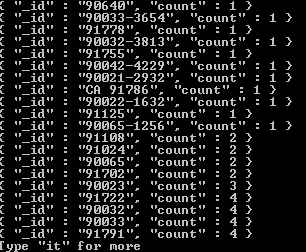 { "_id" : "90640", "count" : 1 }
{ "_id" : "90033-3654", "count" : 1 }
{ "_id" : "91778", "count" : 1 }
{ "_id" : "90032-3813", "count" : 1 }
{ "_id" : "91755", "count" : 1 }
{ "_id" : "90042-4229", "count" : 1 }
{ "_id" : "90021-2932", "count" : 1 }
{ "_id" : "CA 91786", "count" : 1 }
{ "_id" : "90022-1632", "count" : 1 }
{ "_id" : "91125", "count" : 1 }
{ "_id" : "90065-1256", "count" : 1 }
{ "_id" : "91108", "count" : 2 }
{ "_id" : "91024", "count" : 2 }
{ "_id" : "90065", "count" : 2 }
{ "_id" : "91702", "count" : 2 }
{ "_id" : "90023", "count" : 3 }
{ "_id" : "91722", "count" : 4 }
{ "_id" : "90032", "count" : 4 }
{ "_id" : "90033", "count" : 4 }
{ "_id" : "91791", "count" : 4 }
Type "it" for more